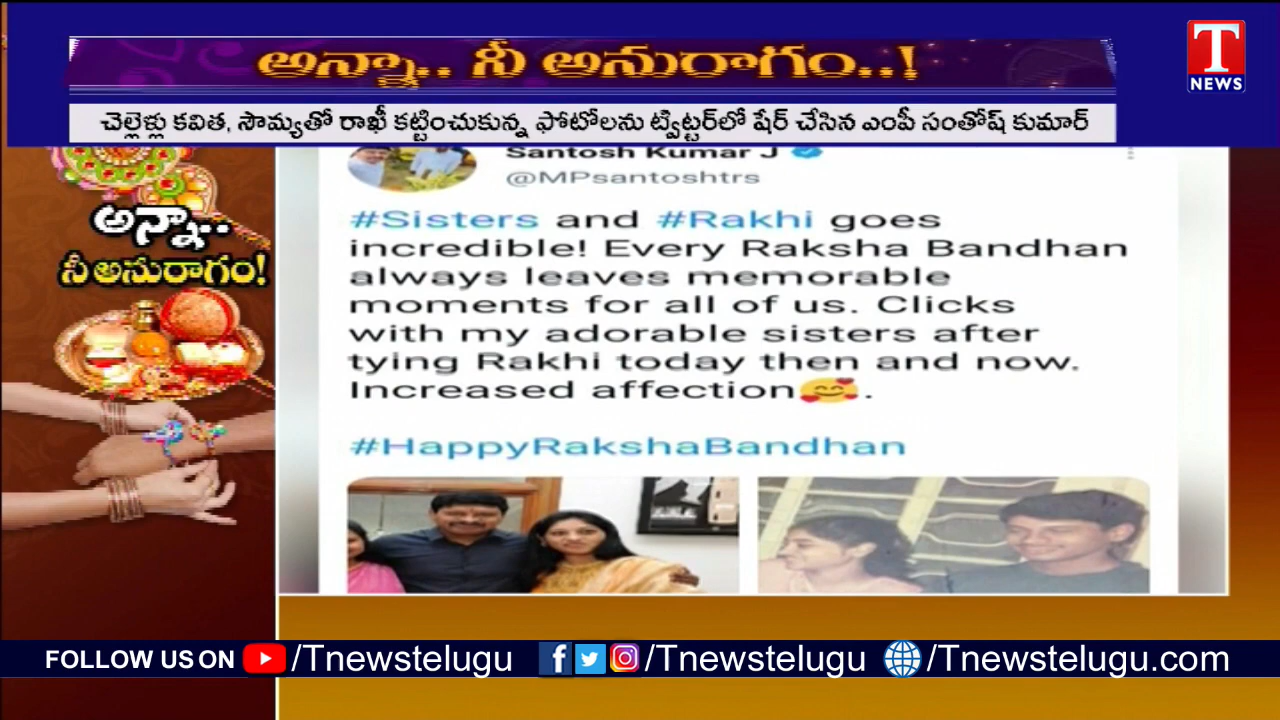 అన్నా.. నీ అనురాగం..!
T
NEWS
చెల్లెళ్లు కవిత, సౌమ్యతో రాఖీ కట్టించుకున్న ఫోటోలను ట్విట్టర్‌లో షేర్ చేసిన ఎంపీ సంతోష్ కుమార్
అన్నా..
నీ అనురాగం!
Santosh Kumar J
@MPsantoshtrs
#Sisters and #Rakhi goes
incredible! Every Raksha Bandhan
always leaves memorable
moments for all of us. Clicks
with my adorable sisters after
tying Rakhi today then and now.
Increased affection🥰.
#HappyRakshaBandhan
FOLLOW US ON /Tnewstelugu /Tnewstelugu /Tnewstelugu.com